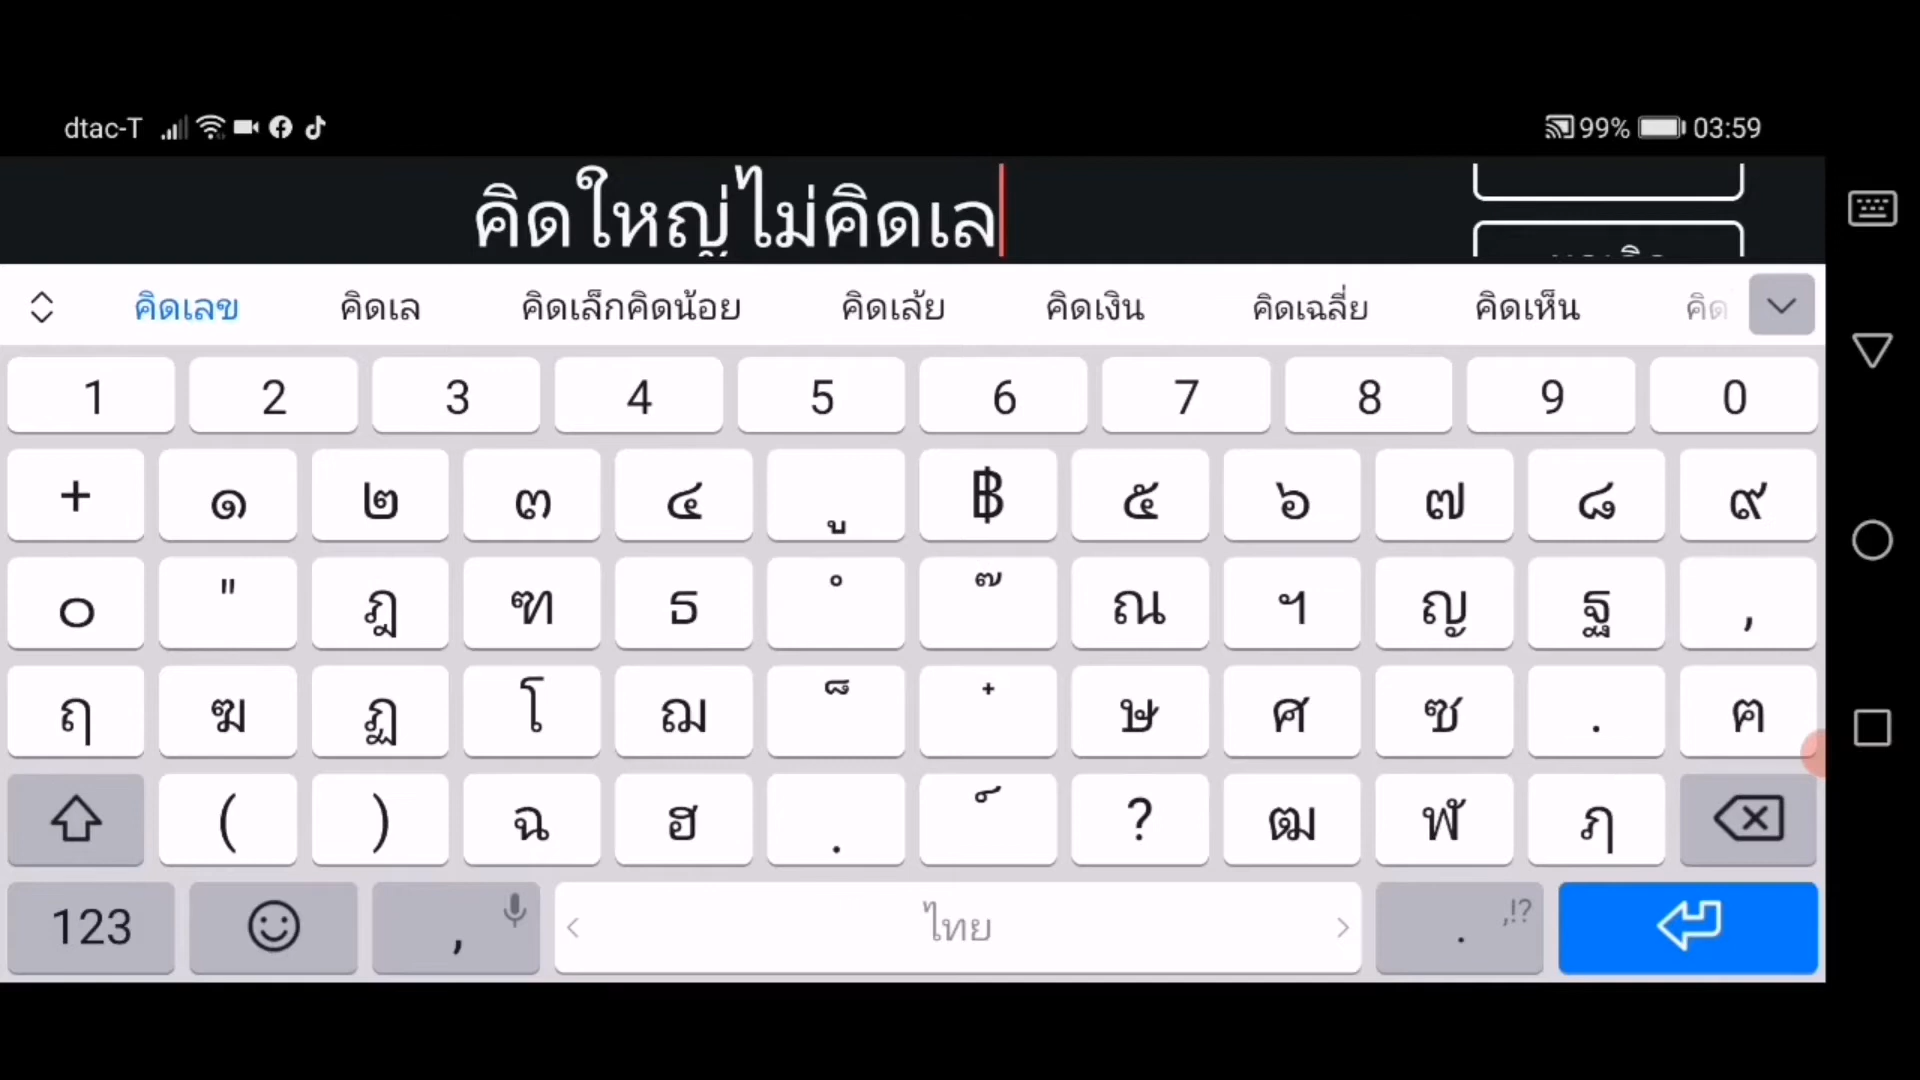 dtac-T 99% 03:59
คิดใหญ่ไม่คิดเล
คิดเลข คิดเล คิดเล็กคิดน้อย คิดเล้ย คิดเงิน คิดเฉลี่ย คิดเห็น คิด
1 2 3 4 5 6 7 8 9 0
+ ๑ ๒ ๓ ๔ ู ฿ ๕ ๖ ๗ ๘ ๙
๐ " ฎ ฑ ธ ํ ๊ ณ ฯ ญ ฐ ,
ฤ ฆ ฏ โ ฌ ็ ๋ ษ ศ ซ . ฅ
( ) ฉ ฮ ฺ ์ ? ฒ ฬ ฦ
123 , ไทย . ,!?